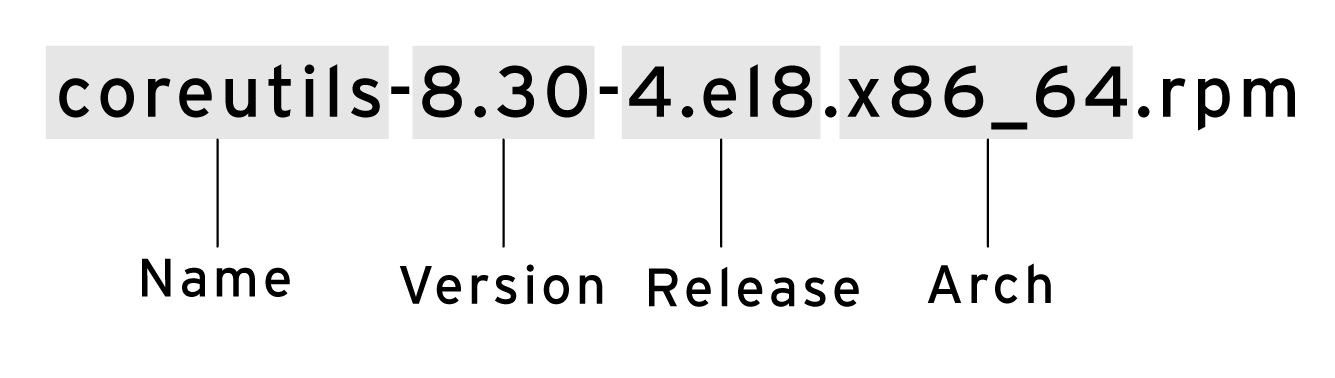 coreutils-8.30-4.el8.x86_64.rpm
Name Version Release Arch